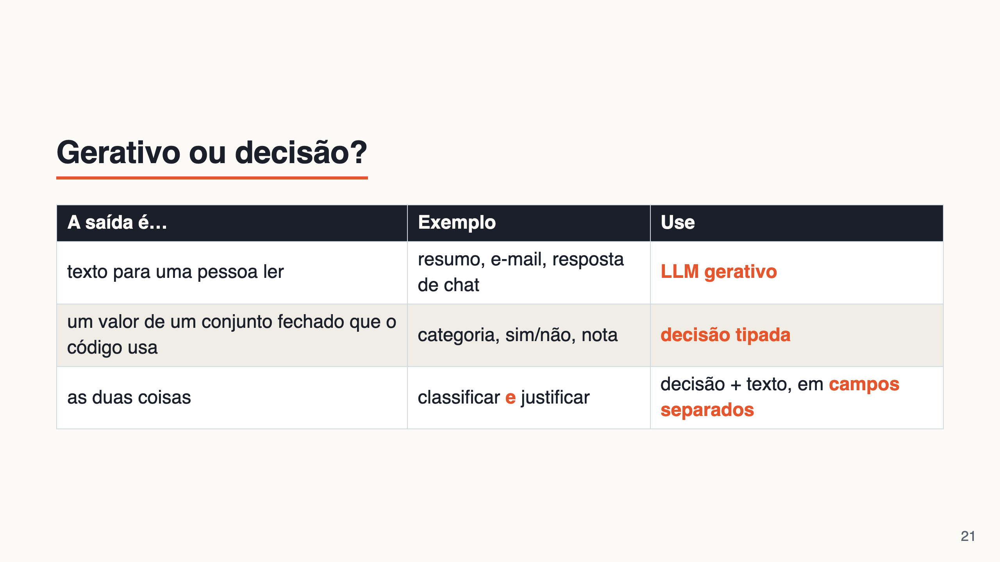 Gerativo ou decisão?
A saída é…
Exemplo
Use
texto para uma pessoa ler
resumo, e-mail, resposta
de chat
LLM gerativo
um valor de um conjunto fechado que o
código usa
categoria, sim/não, nota
decisão tipada
as duas coisas
classificar e justificar
decisão + texto, em campos
separados
21